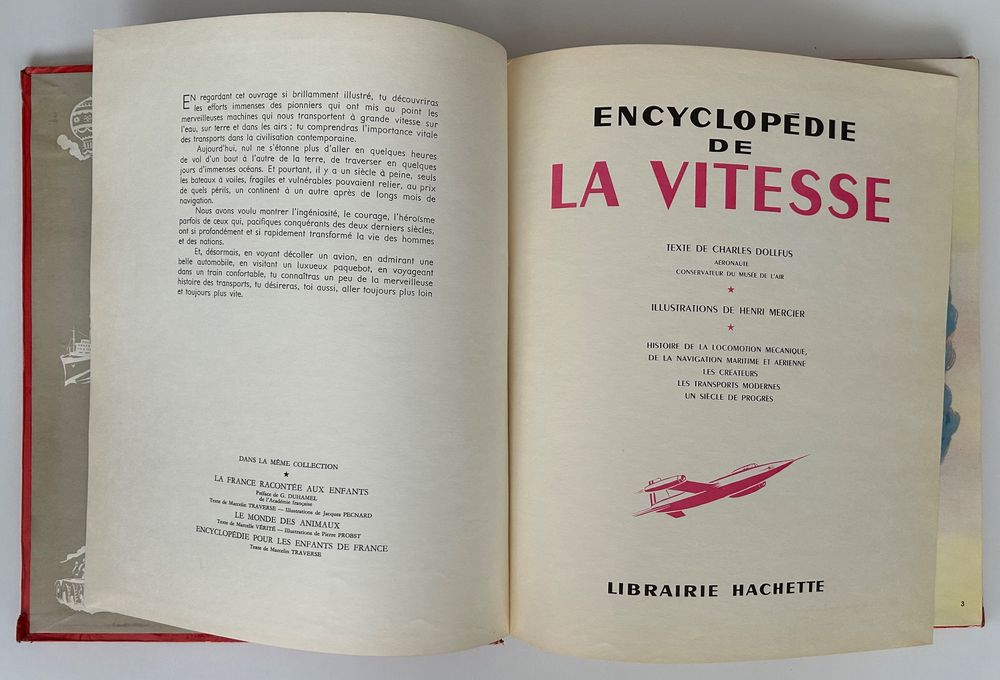 EN regardant cet ouvrage si brillamment illustré, tu découvriras
les efforts immenses des pionniers qui ont mis au point les
merveilleuses machines qui nous transportent à grande vitesse sur
l'eau, sur terre et dans les airs ; tu comprendras l'importance vitale
des transports dans la civilisation contemporaine.
Aujourd'hui, nul ne s'étonne plus d'aller en quelques heures
de vol d'un bout à l'autre de la terre, de traverser en quelques
jours d'immenses océans. Et pourtant, il y a un siècle à peine, seuls
les bateaux à voiles, fragiles et vulnérables pouvaient relier, au prix
de quels périls, un continent à un autre après de longs mois de
navigation.
Nous avons voulu montrer l'ingéniosité, le courage, l'héroïsme
parfois de ceux qui, pacifiques conquérants des deux derniers siècles,
ont si profondément et si rapidement transformé la vie des hommes
et des nations.
Et, désormais, en voyant décoller un avion, en admirant une
belle automobile, en visitant un luxueux paquebot, en voyageant
dans un train confortable, tu connaîtras un peu de la merveilleuse
histoire des transports, tu désireras, toi aussi, aller toujours plus loin
et toujours plus vite.
DANS LA MÊME COLLECTION
★
LA FRANCE RACONTÉE AUX ENFANTS
Préface de G. DUHAMEL
de l'Académie française
Texte de Marcelin TRAVERSE — Illustrations de Jacques PECNARD
LE MONDE DES ANIMAUX
Texte de Marcelle VÉRITÉ — Illustrations de Pierre PROBST
ENCYCLOPÉDIE POUR LES ENFANTS DE FRANCE
Texte de Marcelin TRAVERSE
ENCYCLOPÉDIE
DE
LA VITESSE
TEXTE DE CHARLES DOLLFUS
AÉRONAUTE
CONSERVATEUR DU MUSÉE DE L'AIR
★
ILLUSTRATIONS DE HENRI MERCIER
★
HISTOIRE DE LA LOCOMOTION MECANIQUE,
DE LA NAVIGATION MARITIME ET AERIENNE
LES CREATEURS
LES TRANSPORTS MODERNES
UN SIÈCLE DE PROGRÈS
LIBRAIRIE HACHETTE
3